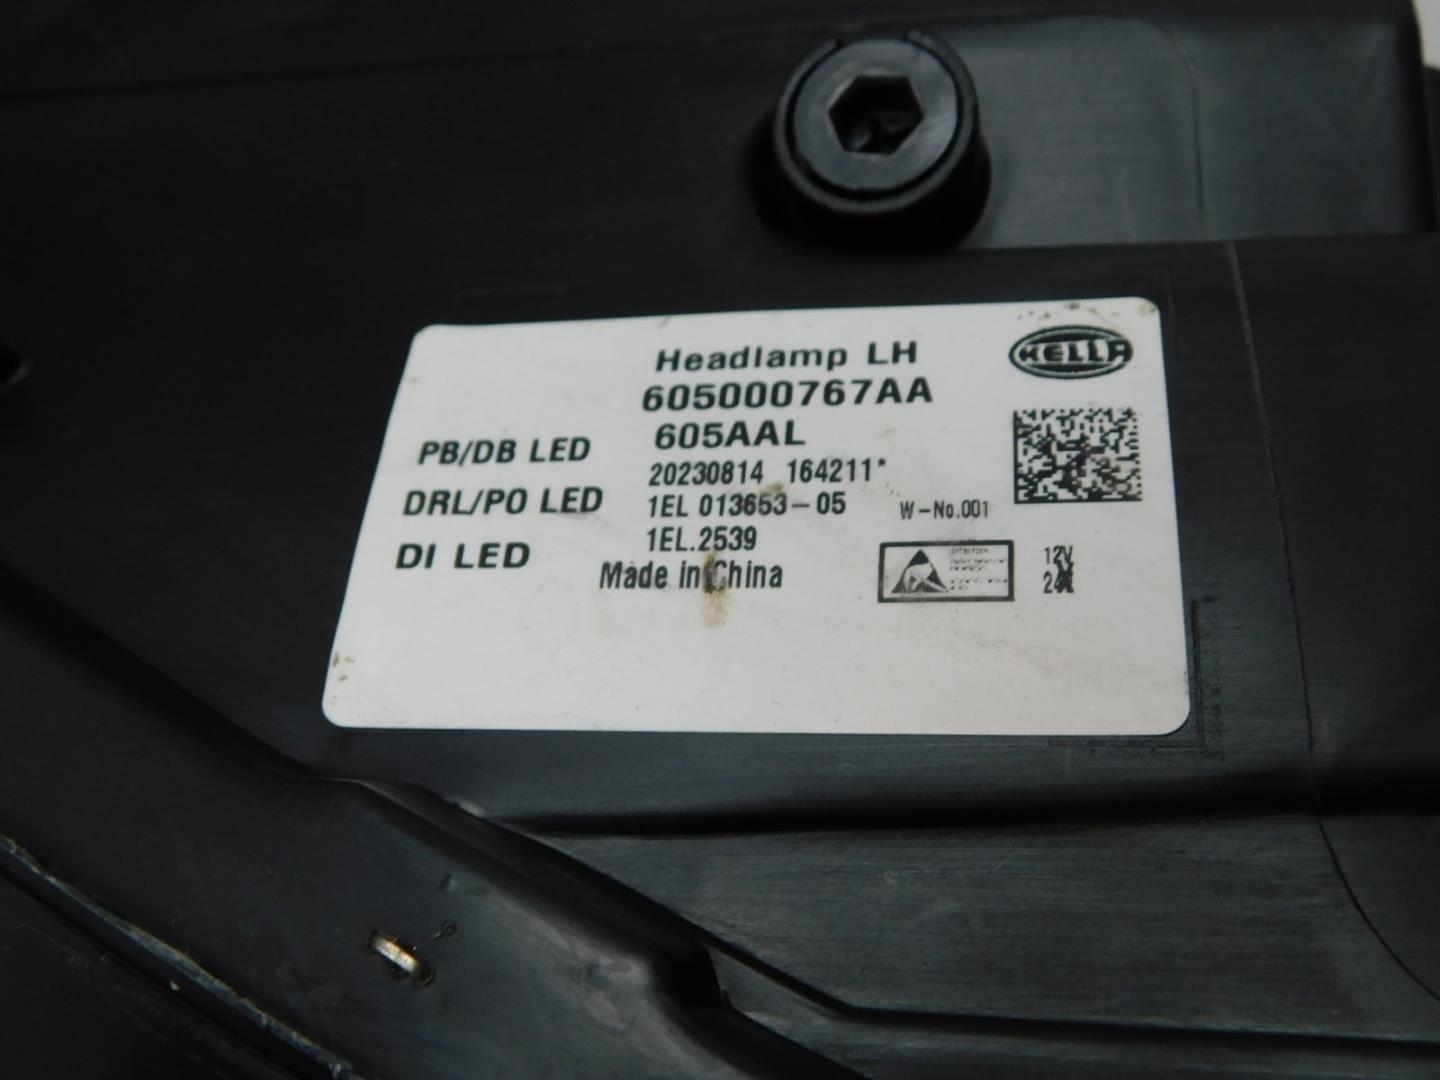 Headlamp LH
HELLA
605000767AA
605AAL
PB/DB LED
20230814 164211*
DRL/PO LED
1EL 013653-05
W-No.001
1EL.2539
DI LED
Made in China
12V